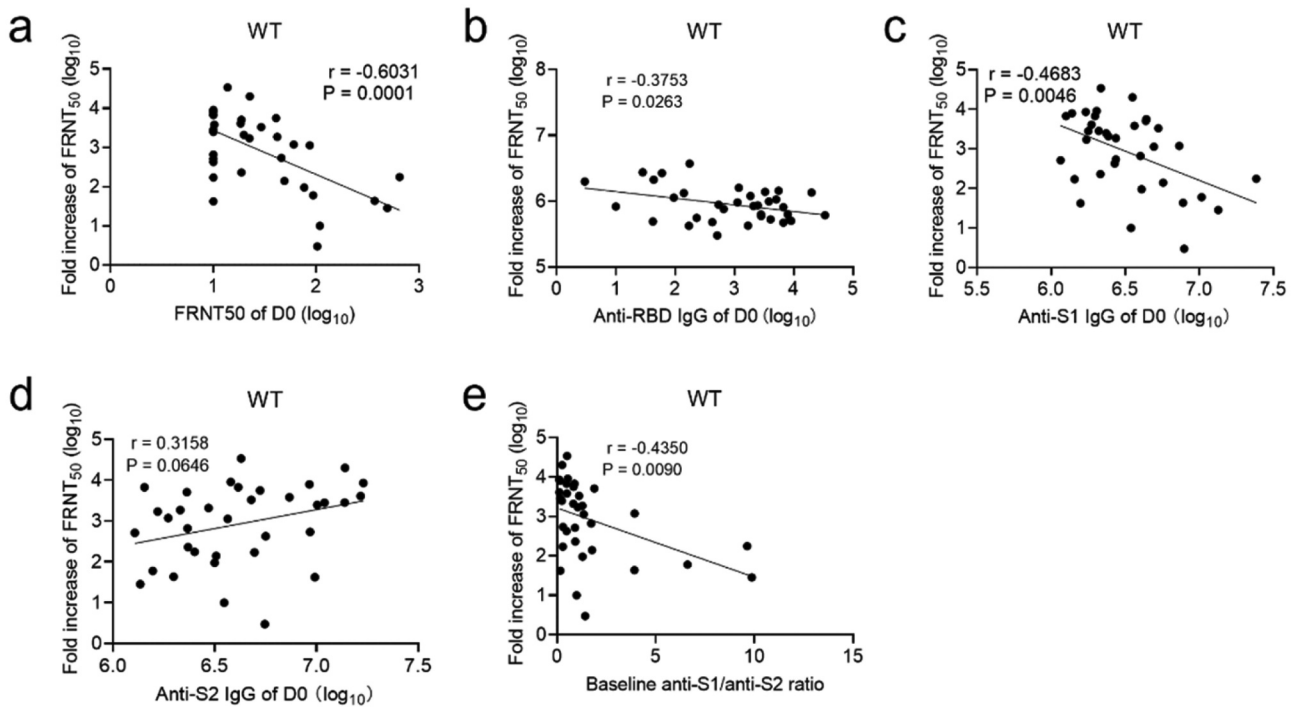 a
WT
r = -0.6031
P = 0.0001
Fold increase of FRNT50 (log10)
5
4
3
2
1
0
0
1
2
3
FRNT50 of D0 (log10)
b
WT
r = -0.3753
P = 0.0263
Fold increase of FRNT50 (log10)
8
7
6
5
0
1
2
3
4
5
Anti-RBD IgG of D0 (log10)
c
WT
r = -0.4683
P = 0.0046
Fold increase of FRNT50 (log10)
5
4
3
2
1
0
5.5
6.0
6.5
7.0
7.5
Anti-S1 IgG of D0 (log10)
d
WT
r = 0.3158
P = 0.0646
Fold increase of FRNT50 (log10)
5
4
3
2
1
0
6.0
6.5
7.0
7.5
Anti-S2 IgG of D0 (log10)
e
WT
r = -0.4350
P = 0.0090
Fold increase of FRNT50 (log10)
5
4
3
2
1
0
0
5
10
15
Baseline anti-S1/anti-S2 ratio